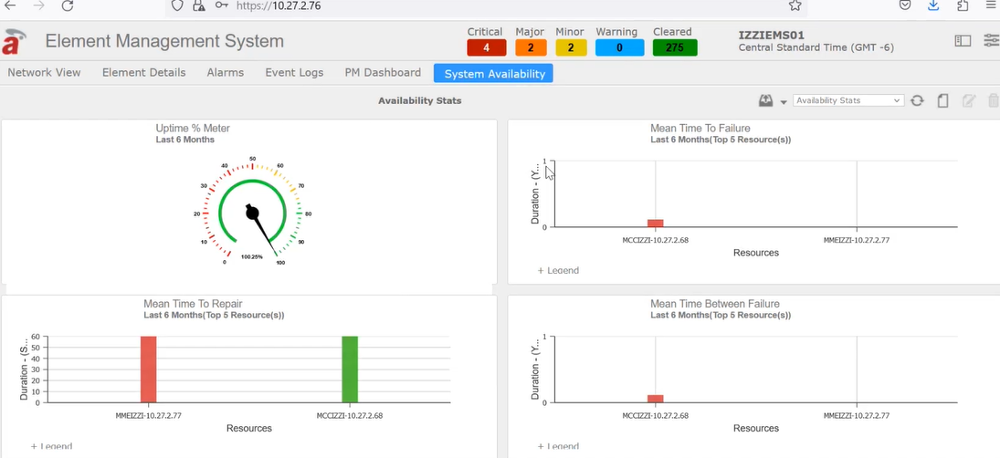 https://10.27.2.76
Element Management System
Critical Major Minor Warning Cleared
4 2 2 0 275
IZZIEMS01
Central Standard Time (GMT -6)
Network View Element Details Alarms Event Logs PM Dashboard System Availability
Availability Stats
Availability Stats
Uptime % Meter
Last 6 Months
0 10 20 30 40 50 60 70 80 90 100
100.25%
Mean Time To Failure
Last 6 Months(Top 5 Resource(s))
Duration - (Y...
1
0
MCCIZZI-10.27.2.68 MMEIZZI-10.27.2.77
Resources
+ Legend
Mean Time To Repair
Last 6 Months(Top 5 Resource(s))
Duration - (S...
60
50
40
30
20
10
0
MMEIZZI-10.27.2.77 MCCIZZI-10.27.2.68
Resources
+ Legend
Mean Time Between Failure
Last 6 Months(Top 5 Resource(s))
Duration - (Y...
1
0
MCCIZZI-10.27.2.68 MMEIZZI-10.27.2.77
Resources
+ Legend